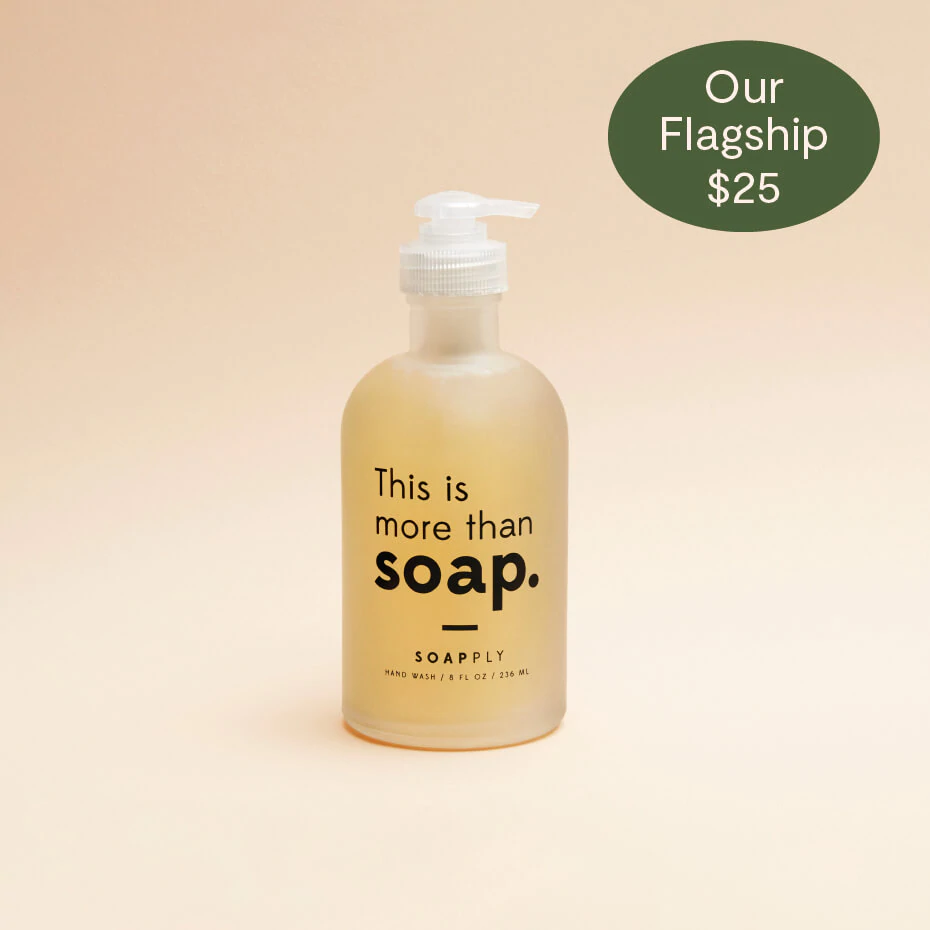 Our
Flagship
$25
This is
more than
soap.
SOAPPLY
HAND WASH / 8 FL OZ / 236 ML